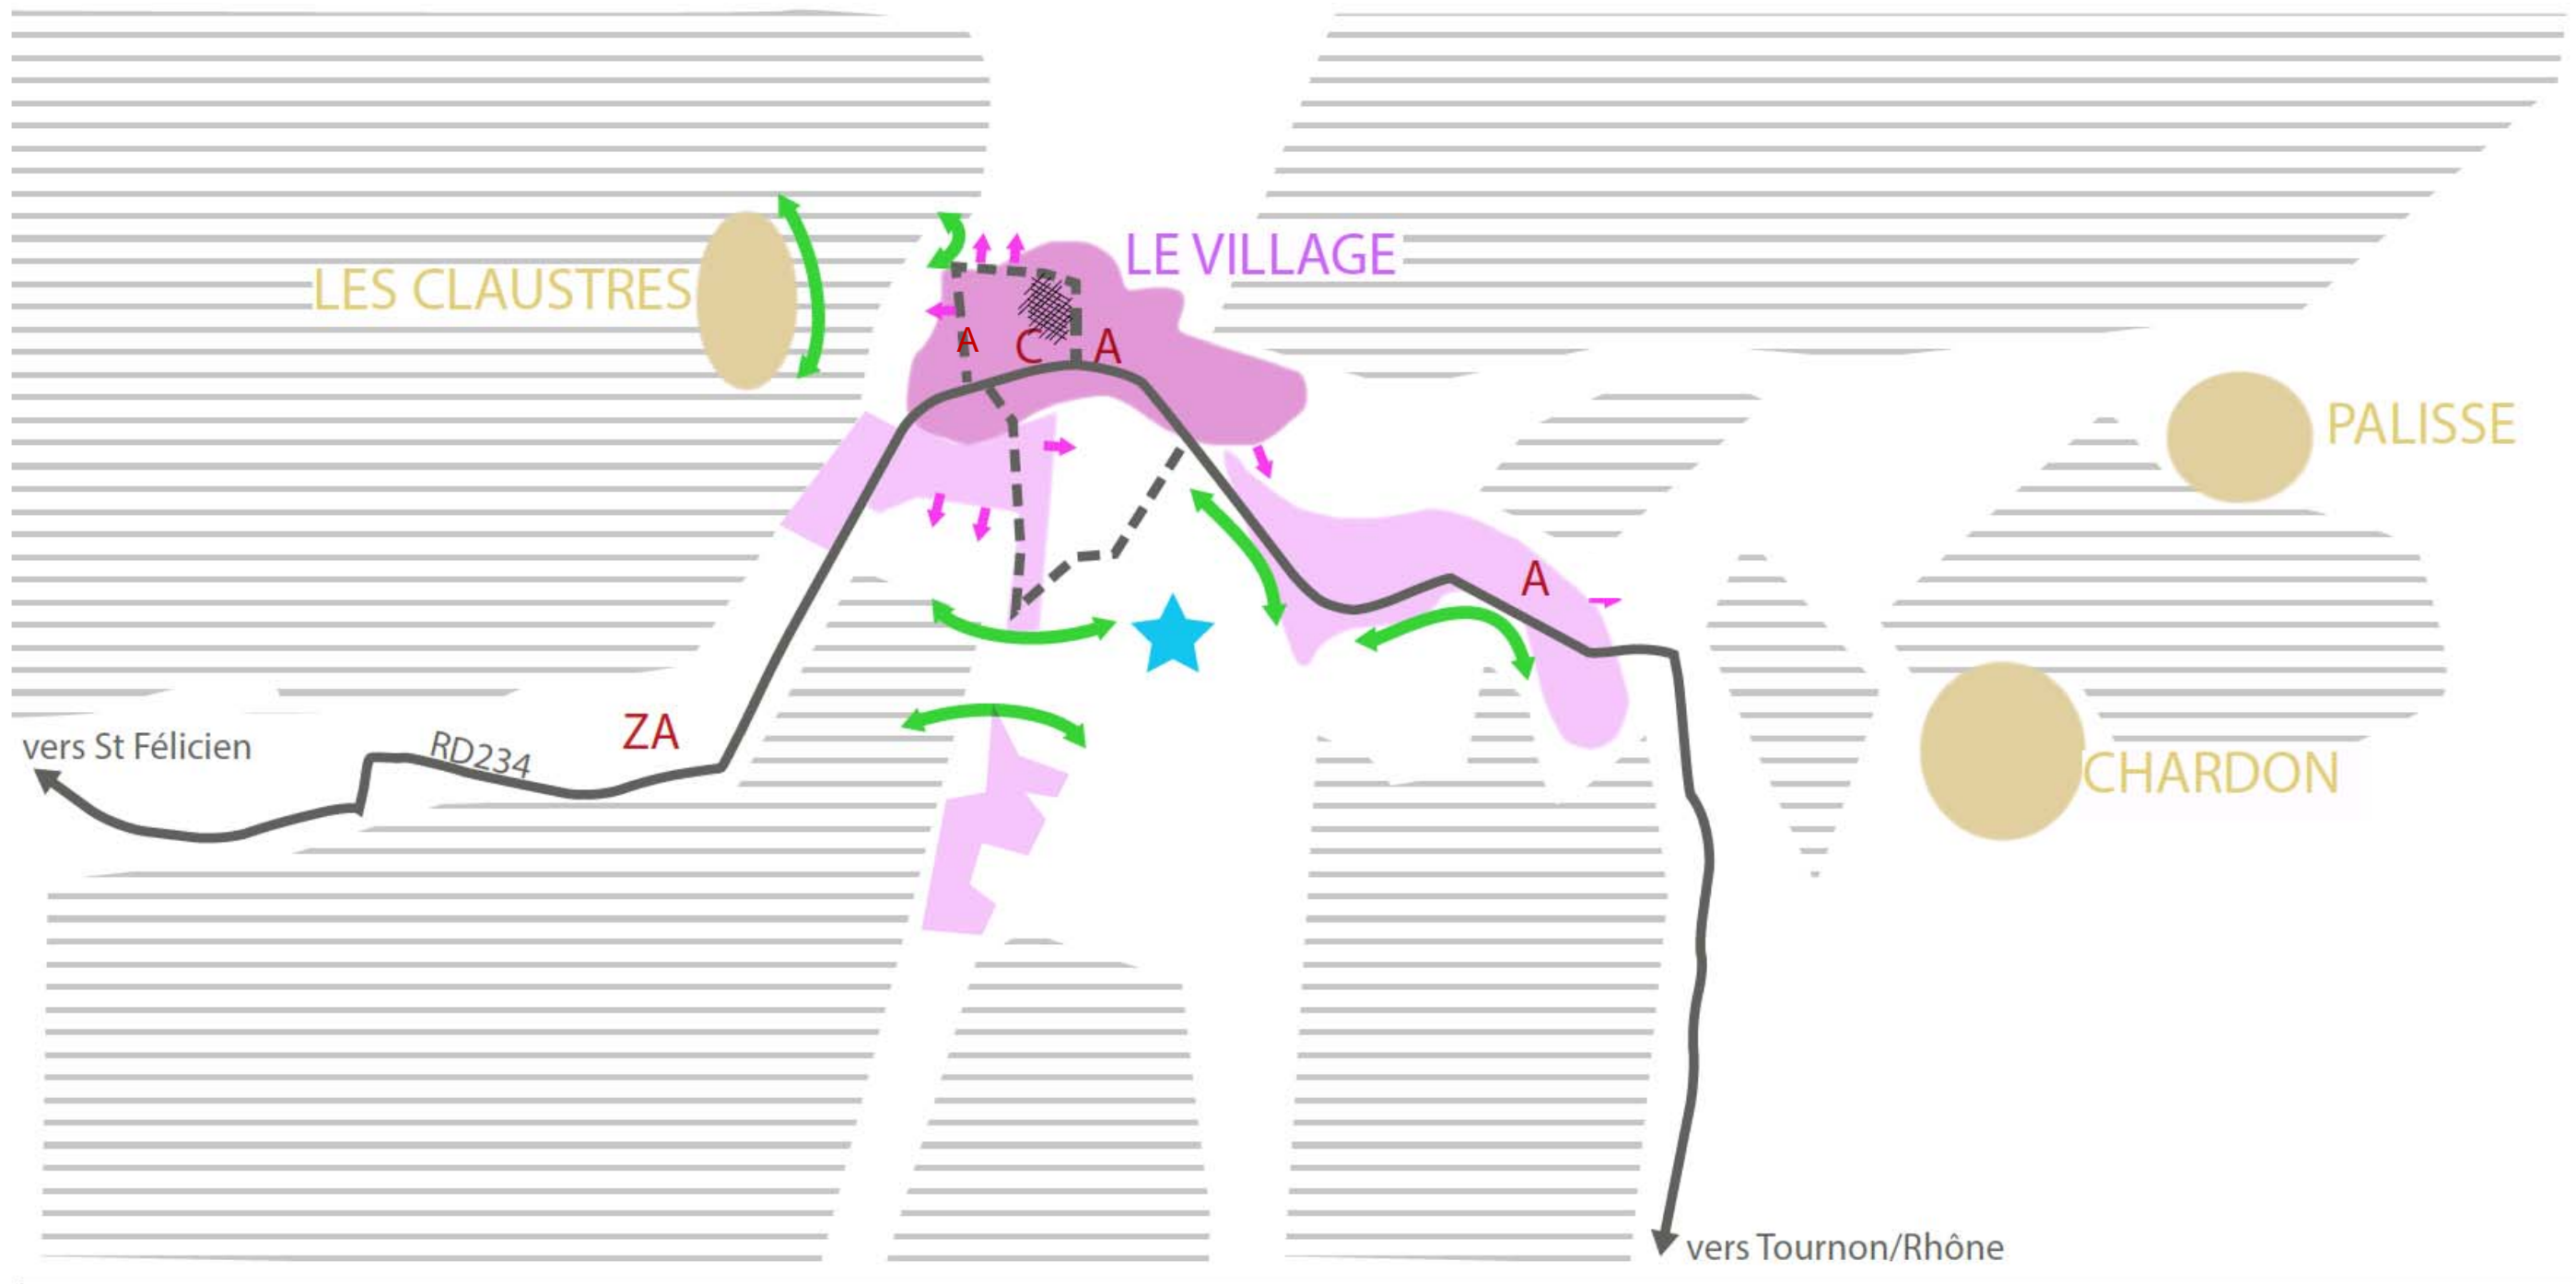 LE VILLAGE
LES CLAUSTRES
A
C
A
PALISSE
A
ZA
vers St Félicien
RD234
CHARDON
vers Tournon/Rhône